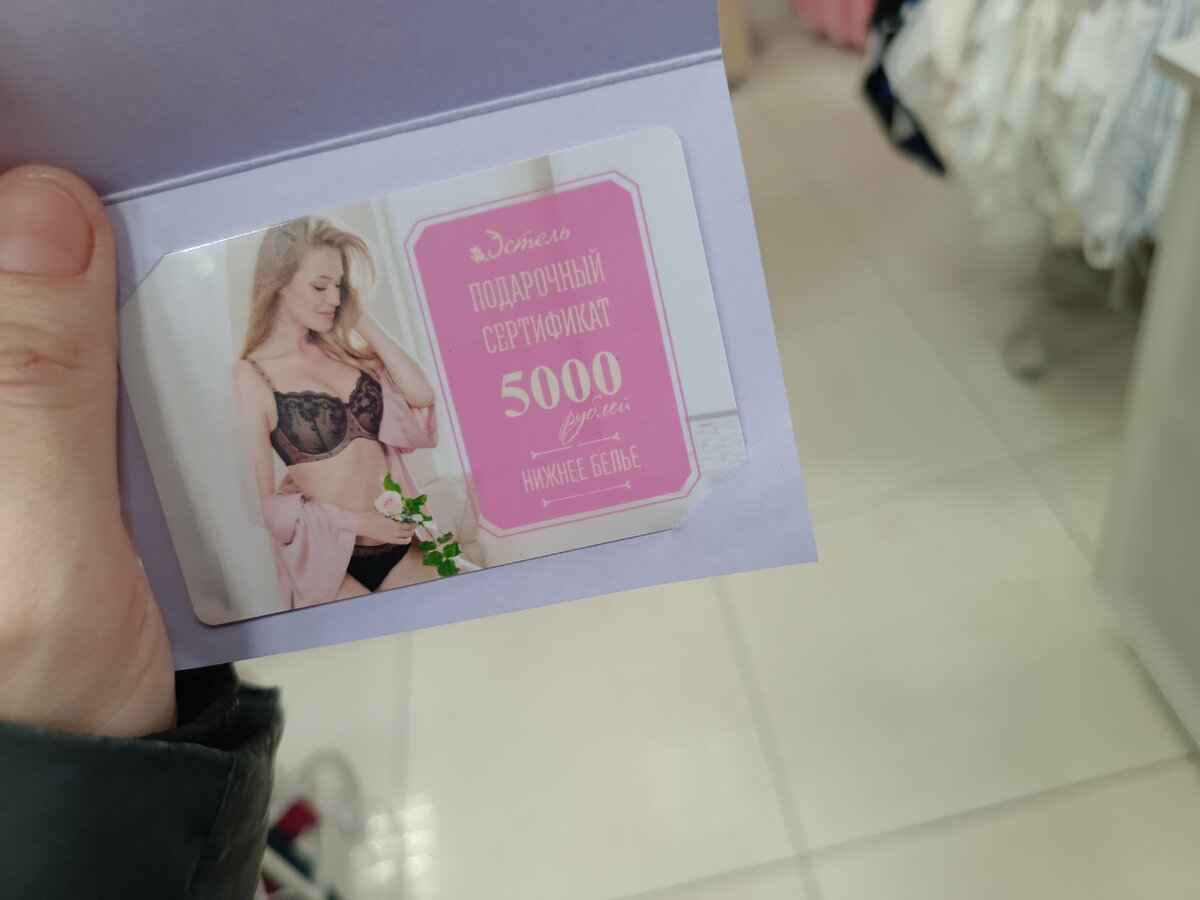 Эстель
ПОДАРОЧНЫЙ
СЕРТИФИКАТ
5000
рублей
НИЖНЕЕ БЕЛЬЕ